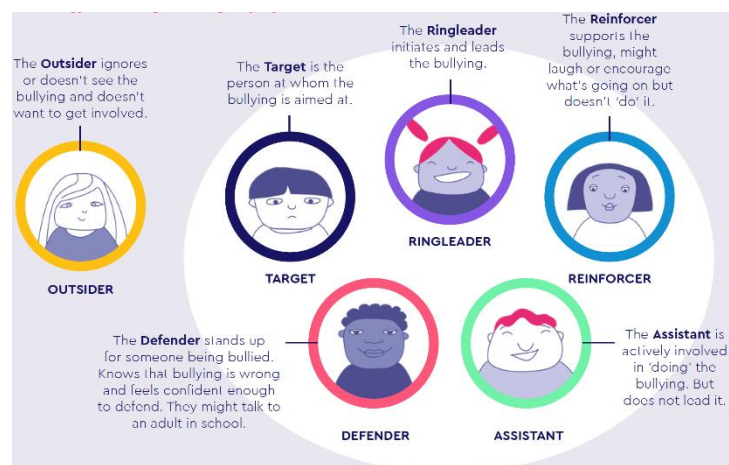 The Outsider ignores
or doesn't see the
bullying and doesn't
want to get involved.
OUTSIDER
The Target is the
person at whom the
bullying is aimed at.
TARGET
The Ringleader
initiates and leads
the bullying.
RINGLEADER
The Reinforcer
supports the
bullying, might
laugh or encourage
what's going on but
doesn't 'do' it.
REINFORCER
The Defender stands up
for someone being bullied.
Knows that bullying is wrong
and feels confident enough
to defend. They might talk to
an adult in school.
DEFENDER
The Assistant is
actively involved
in 'doing' the
bullying. But
does not lead it.
ASSISTANT